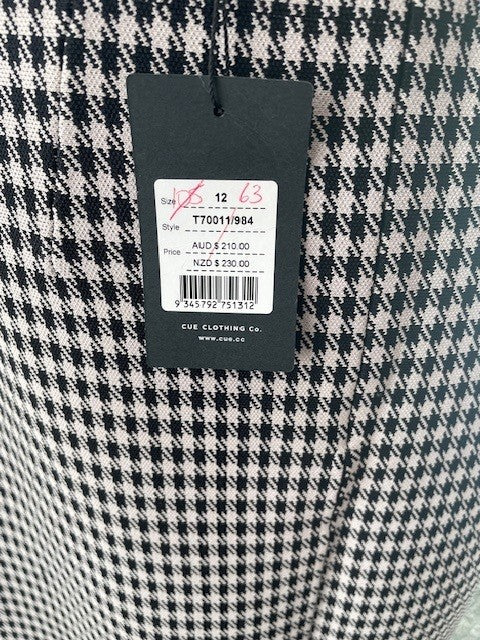 Size 12 63
Style T70011/984
AUD $ 210.00
Price
NZD $ 230.00
9 345792 751312
CUE CLOTHING Co.
www.cue.cc